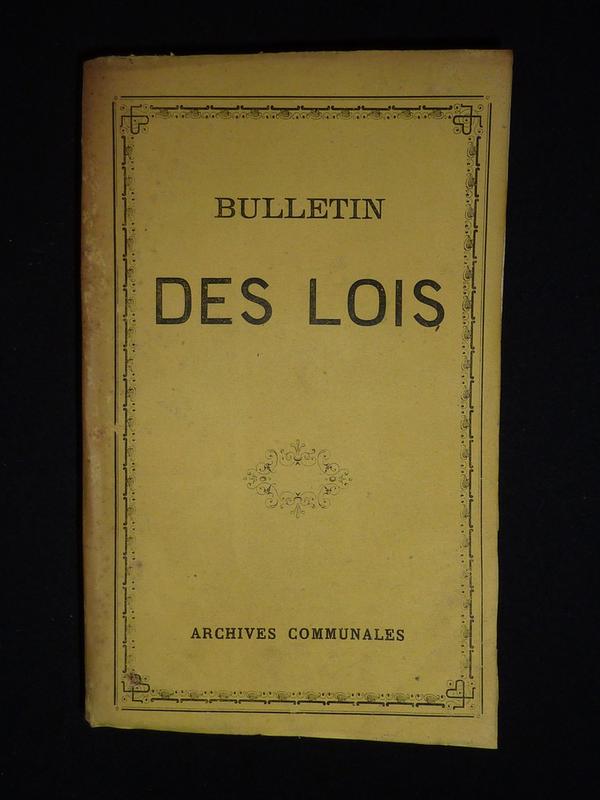 BULLETIN
DES LOIS
ARCHIVES COMMUNALES